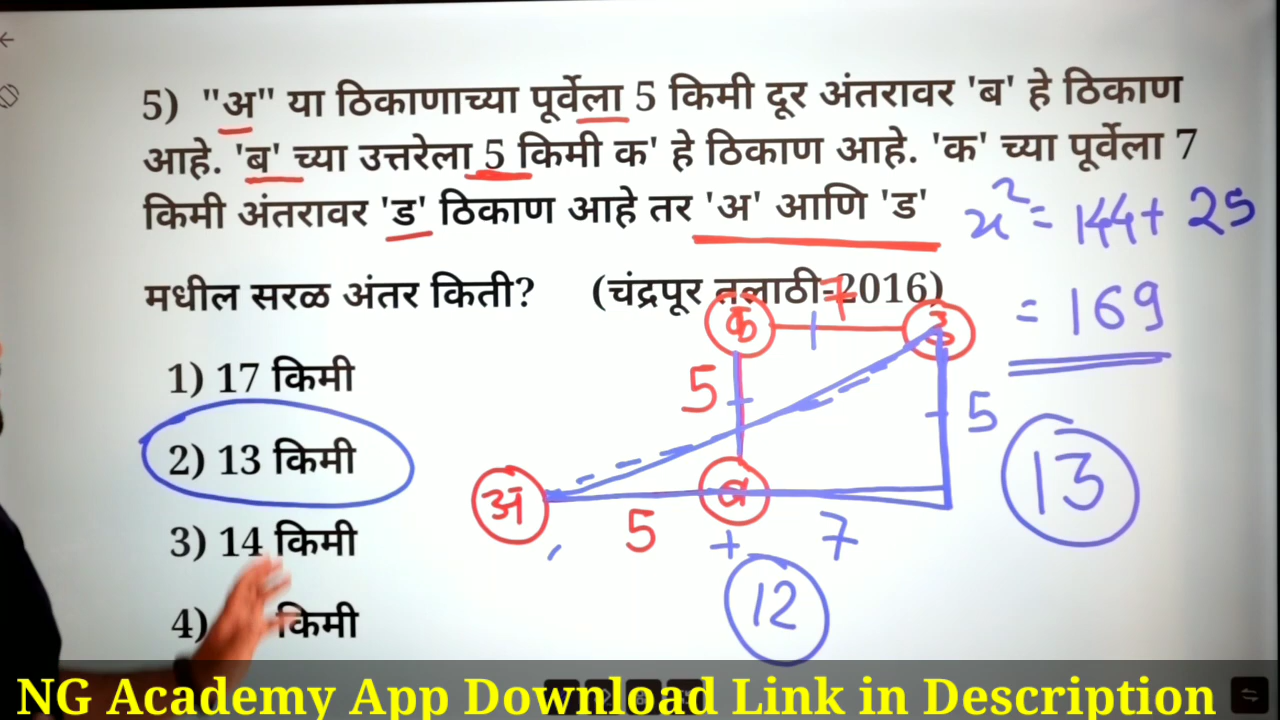 5) "अ" या ठिकाणाच्या पूर्वेला 5 किमी दूर अंतरावर 'ब' हे ठिकाण
आहे. 'ब' च्या उत्तरेला 5 किमी क' हे ठिकाण आहे. 'क' च्या पूर्वेला 7
किमी अंतरावर 'ड' ठिकाण आहे तर 'अ' आणि 'ड'
x² = 144 + 25
मधील सरळ अंतर किती? (चंद्रपूर तलाठी-2016)
= 169
7
क ड
1) 17 किमी
5 5
2) 13 किमी
13
अ ब
3) 14 किमी
5 + 7
12
4) किमी
NG Academy App Download Link in Description